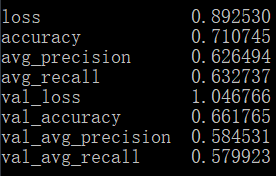 loss 0.892530
accuracy 0.710745
avg_precision 0.626494
avg_recall 0.632737
val_loss 1.046766
val_accuracy 0.661765
val_avg_precision 0.584531
val_avg_recall 0.579923